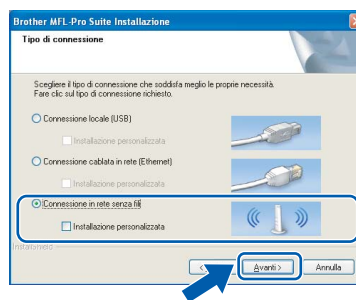 Brother MFL-Pro Suite Installazione
Tipo di connessione
Scegliere il tipo di connessione che soddisfa meglio le proprie necessità.
Fare clic sul tipo di connessione richiesto.
Connessione locale (USB)
Installazione personalizzata
Connessione cablata in rete (Ethernet)
Installazione personalizzata
Connessione in rete senza fili
Installazione personalizzata
InstallShield
< Avanti > Annulla